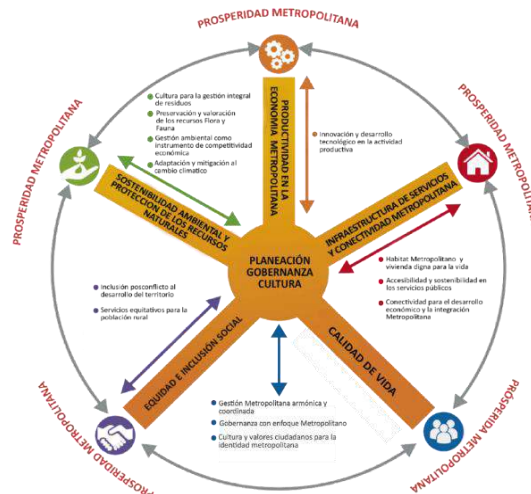 PROSPERIDAD METROPOLITANA
PROSPERIDAD METROPOLITANA
PROSPERIDAD METROPOLITANA
PRODUCTIVIDAD EN LA
ECONOMIA METROPOLITANA
Cultura para la gestión integral
de residuos
Preservación y valoración
de los recursos Flora y
Fauna
Gestión ambiental como
instrumento de competitividad
económica
Adaptación y mitigación al
cambio climatico
Innovación y desarrollo
tecnológico en la actividad
productiva
SOSTENIBILIDAD AMBIENTAL Y
PROTECCION DE LOS RECURSOS
NATURALES
INFRAESTRUCTURA DE SERVICIOS
Y CONECTIVIDAD METROPOLITANA
PLANEACIÓN
GOBERNANZA
CULTURA
Habitat Metropolitano y
vivienda digna para la vida
Accesibilidad y sostenibilidad en
los servicios públicos
Conectividad para el desarrollo
económico y la integración
Metropolitana
Inclusión posconflicto al
desarrollo del territorio
Servicios equitativos para la
población rural
EQUIDAD E INCLUSIÓN SOCIAL
CALIDAD DE VIDA
Gestión Metropolitana armónica y
coordinada
Gobernanza con enfoque Metropolitano
Cultura y valores ciudadanos para la
identidad metropolitana
PROSPERIDAD METROPOLITANA
PRÓSPERIDA METROPOLITANA